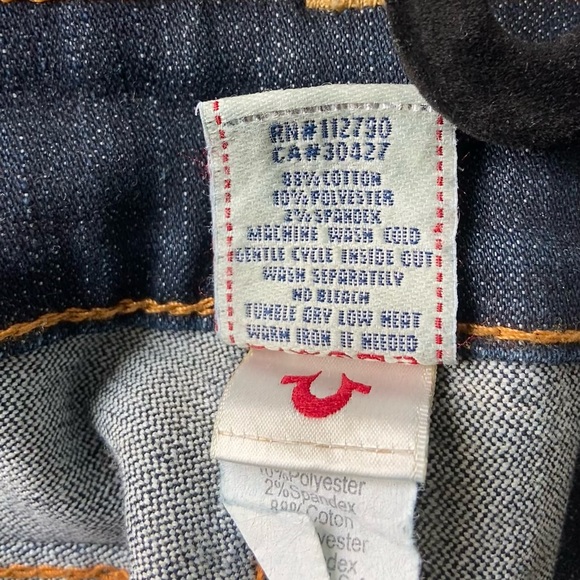 RN#112790
CA#30427
88%COTTON
10%POLYESTER
2%SPANDEX
MACHINE WASH COLD
GENTLE CYCLE INSIDE OUT
WASH SEPARATELY
NO BLEACH
TUMBLE DRY LOW HEAT
WARM IRON IF NEEDED
10%Polyester
2%Spandex
88%Coton